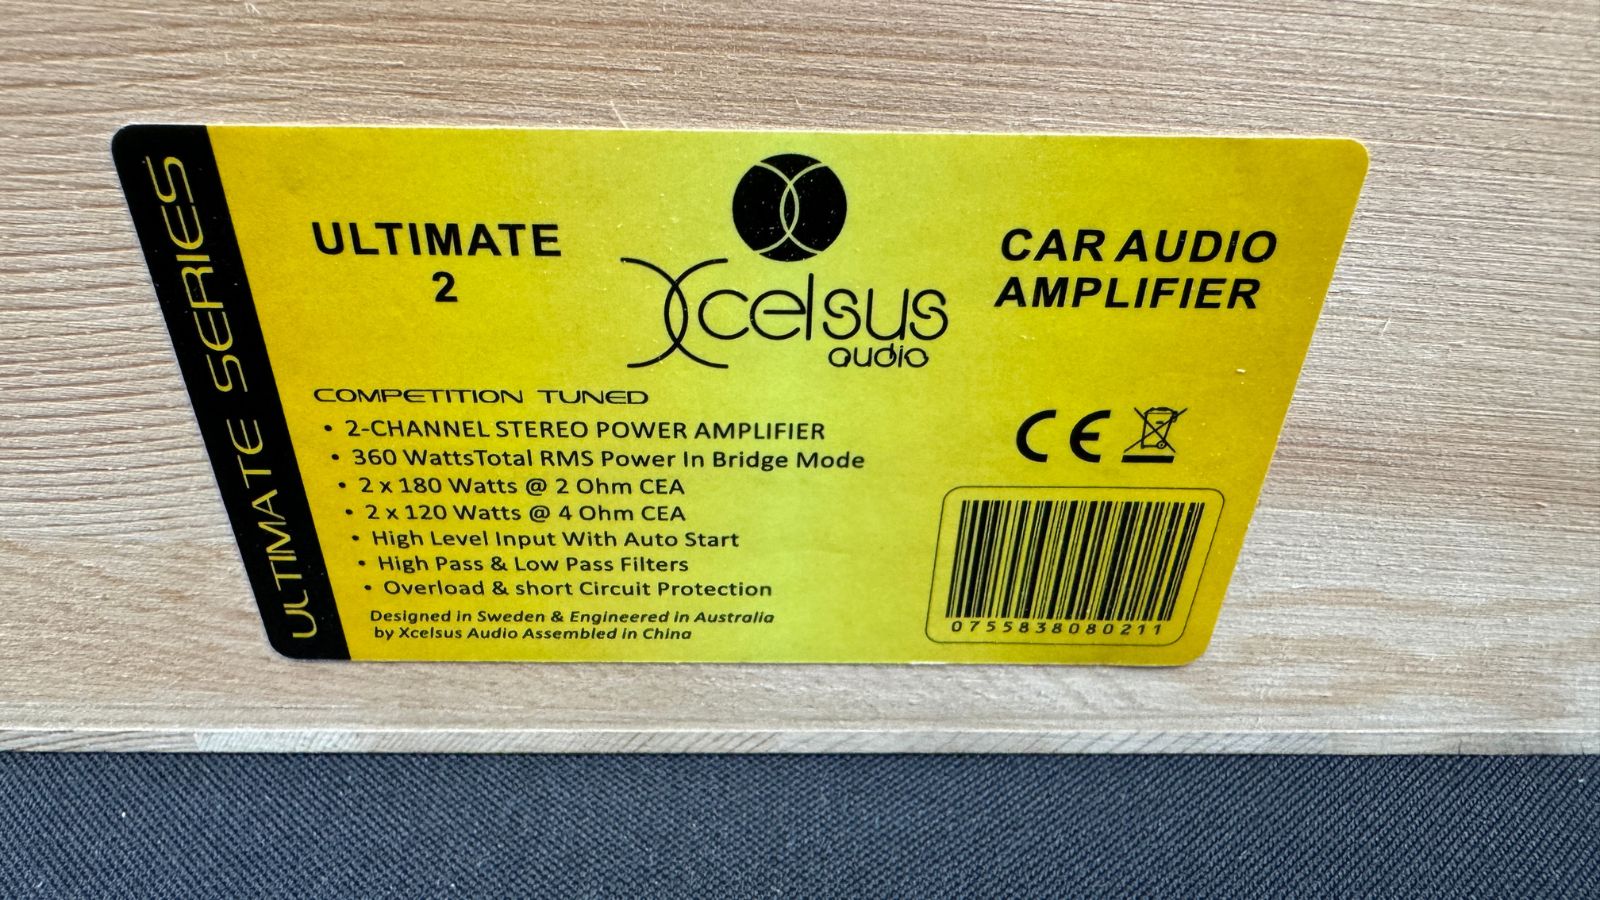 ULTIMATE SERIES
ULTIMATE
2
Xcelsus
audio
CAR AUDIO
AMPLIFIER
COMPETITION TUNED
• 2-CHANNEL STEREO POWER AMPLIFIER
• 360 WattsTotal RMS Power In Bridge Mode
• 2 x 180 Watts @ 2 Ohm CEA
• 2 x 120 Watts @ 4 Ohm CEA
• High Level Input With Auto Start
• High Pass & Low Pass Filters
• Overload & short Circuit Protection
Designed in Sweden & Engineered in Australia
by Xcelsus Audio Assembled in China
CE
0755838080211